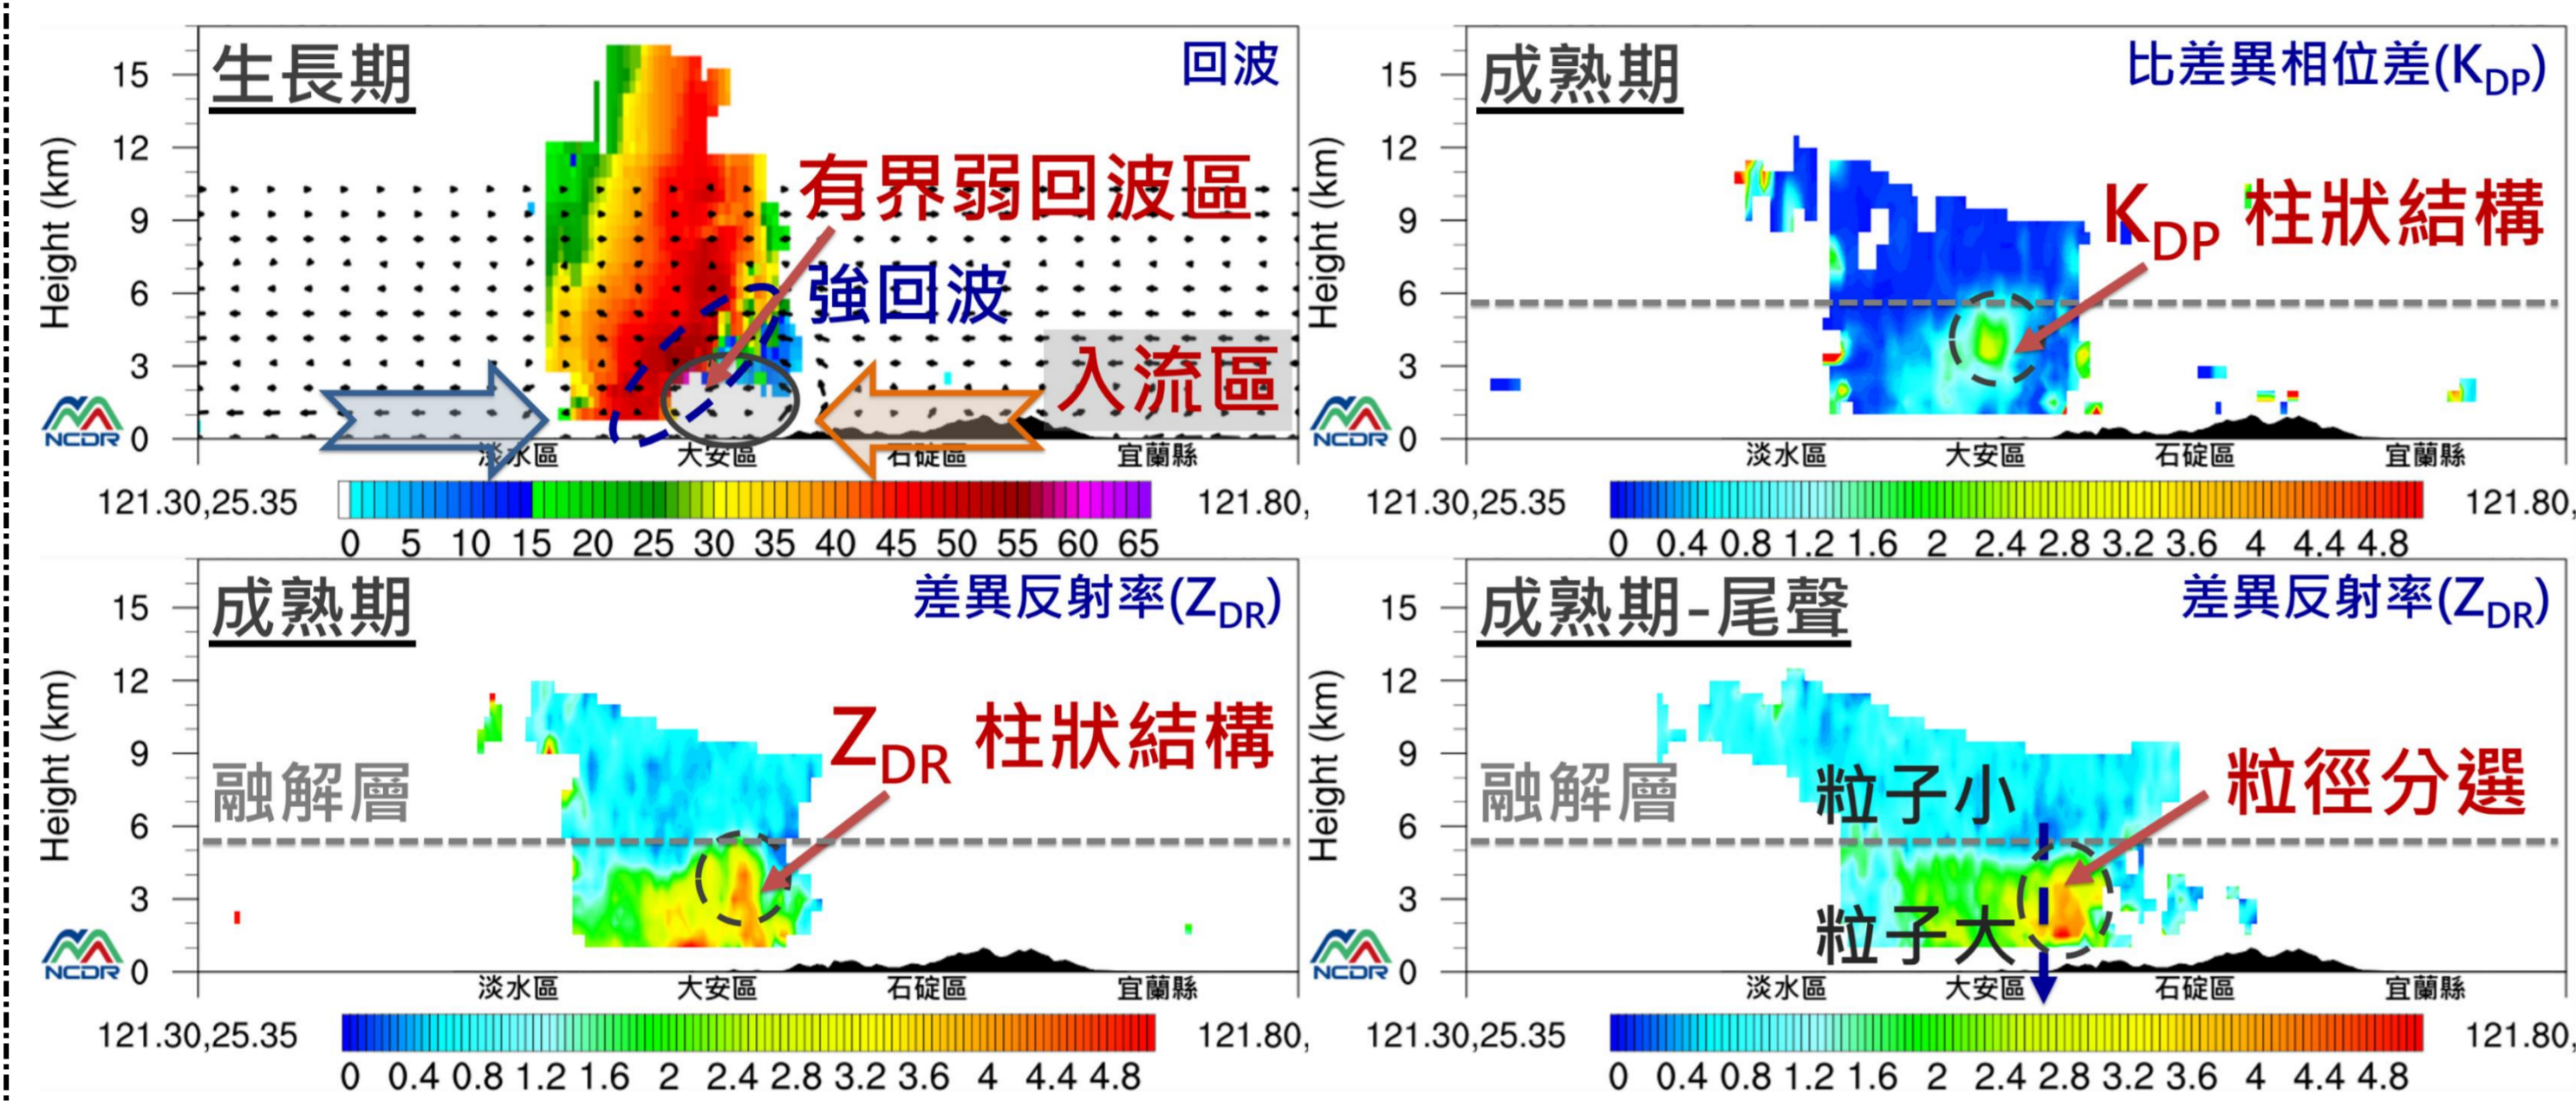 生長期
回波
15
12
9
6
3
0
Height (km)
有界弱回波區
強回波
入流區
NCDR
淡水區 大安區 石碇區 宜蘭縣
121.30,25.35
121.80,
0 5 10 15 20 25 30 35 40 45 50 55 60 65
成熟期
比差異相位差(KDP)
15
12
9
6
3
0
Height (km)
KDP 柱狀結構
NCDR
淡水區 大安區 石碇區 宜蘭縣
121.30,25.35
121.80,
0 0.4 0.8 1.2 1.6 2 2.4 2.8 3.2 3.6 4 4.4 4.8
成熟期
差異反射率(ZDR)
15
12
9
6
3
0
Height (km)
ZDR 柱狀結構
融解層
NCDR
淡水區 大安區 石碇區 宜蘭縣
121.30,25.35
121.80,
0 0.4 0.8 1.2 1.6 2 2.4 2.8 3.2 3.6 4 4.4 4.8
成熟期-尾聲
差異反射率(ZDR)
15
12
9
6
3
0
Height (km)
融解層
粒子小
粒徑分選
粒子大
NCDR
淡水區 大安區 石碇區 宜蘭縣
121.30,25.35
121.80,
0 0.4 0.8 1.2 1.6 2 2.4 2.8 3.2 3.6 4 4.4 4.8